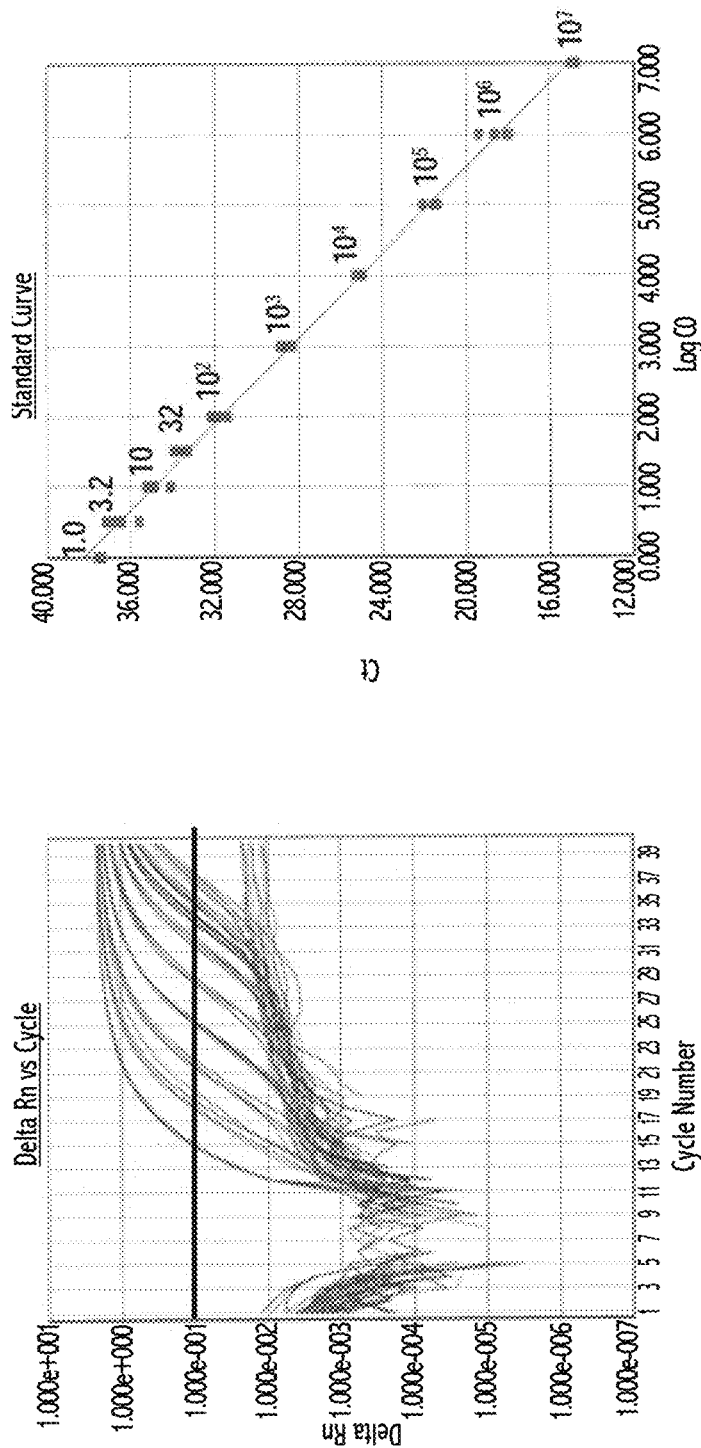 Delta Rn vs Cycle
Delta Rn
1.000e+001
1.000e+000
1.000e-001
1.000e-002
1.000e-003
1.000e-004
1.000e-005
1.000e-006
1.000e-007
1 3 5 7 9 11 13 15 17 19 21 23 25 27 29 31 33 35 37 39
Cycle Number
Standard Curve
Ct
40.000
36.000
32.000
28.000
24.000
20.000
16.000
12.000
1.0
3.2
10
32
10²
10³
10⁴
10⁵
10⁶
10⁷
0.000 1.000 2.000 3.000 4.000 5.000 6.000 7.000
Log CO